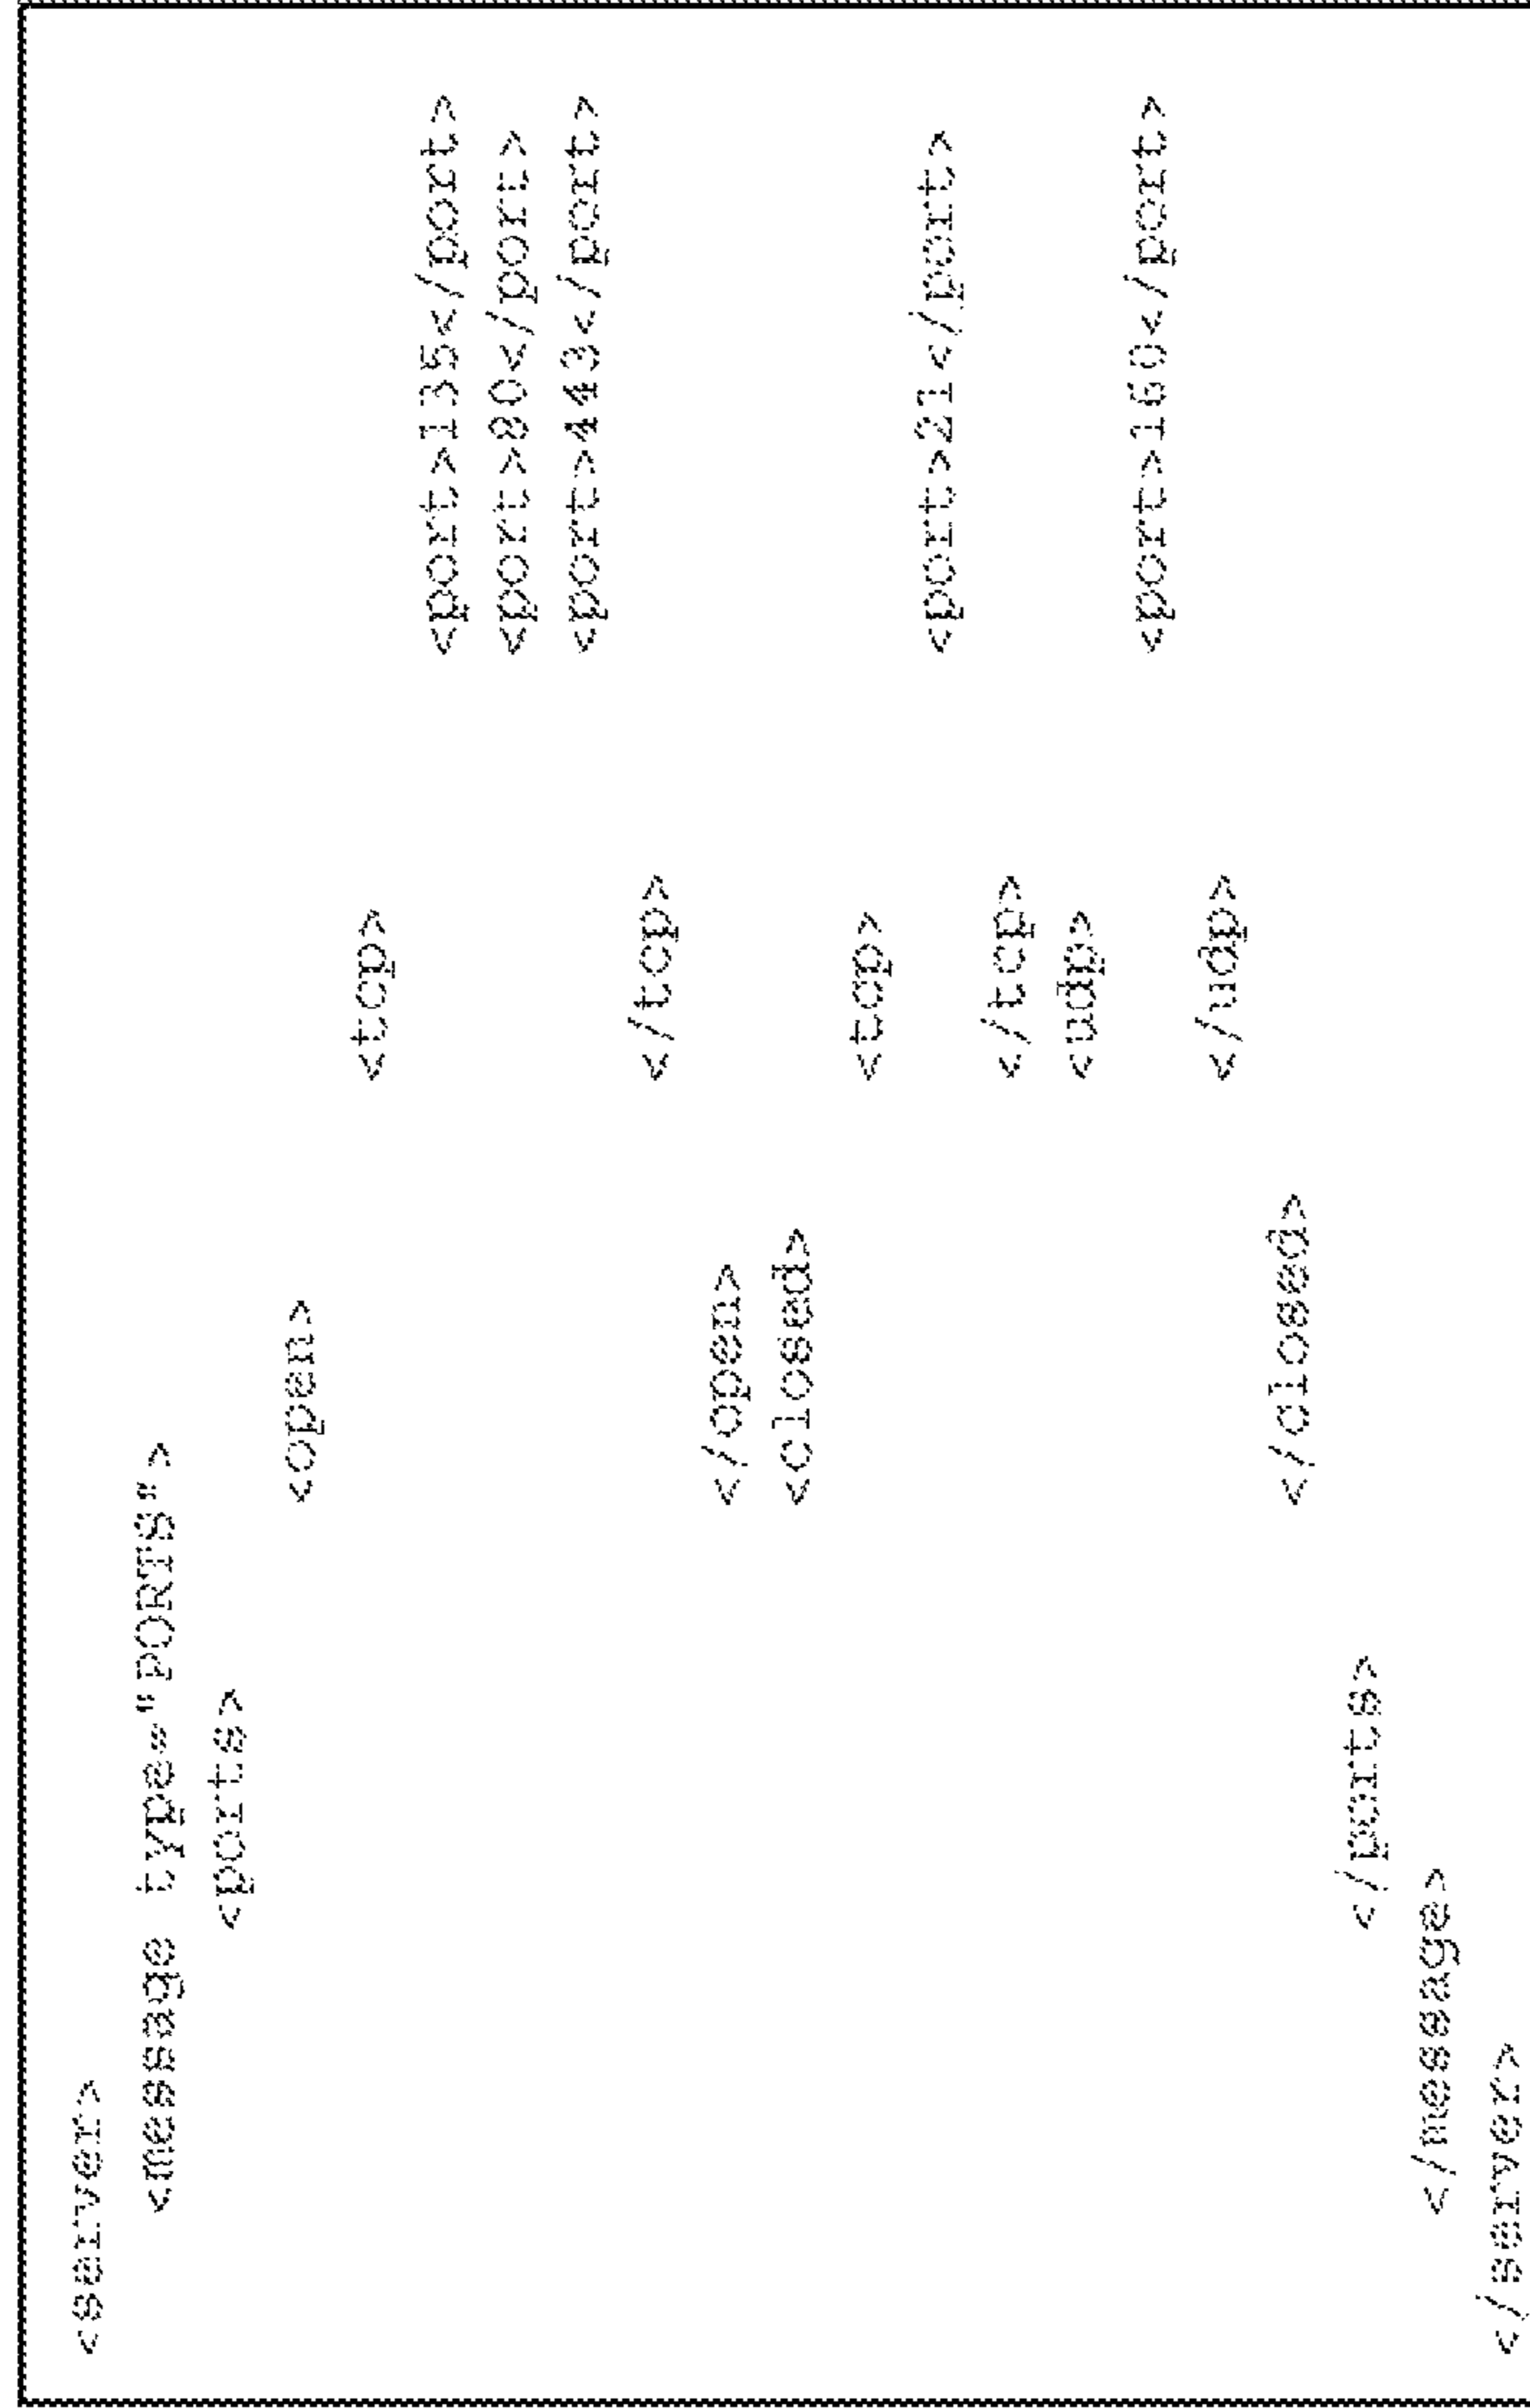 <server>
<message type="PORTS">
<ports>
<open>
<tcp>
<port>135</port>
<port>80</port>
<port>443</port>
</tcp>
</open>
<closed>
<tcp>
<port>21</port>
</tcp>
<udp>
<port>160</port>
</udp>
</closed>
</ports>
</message>
</server>